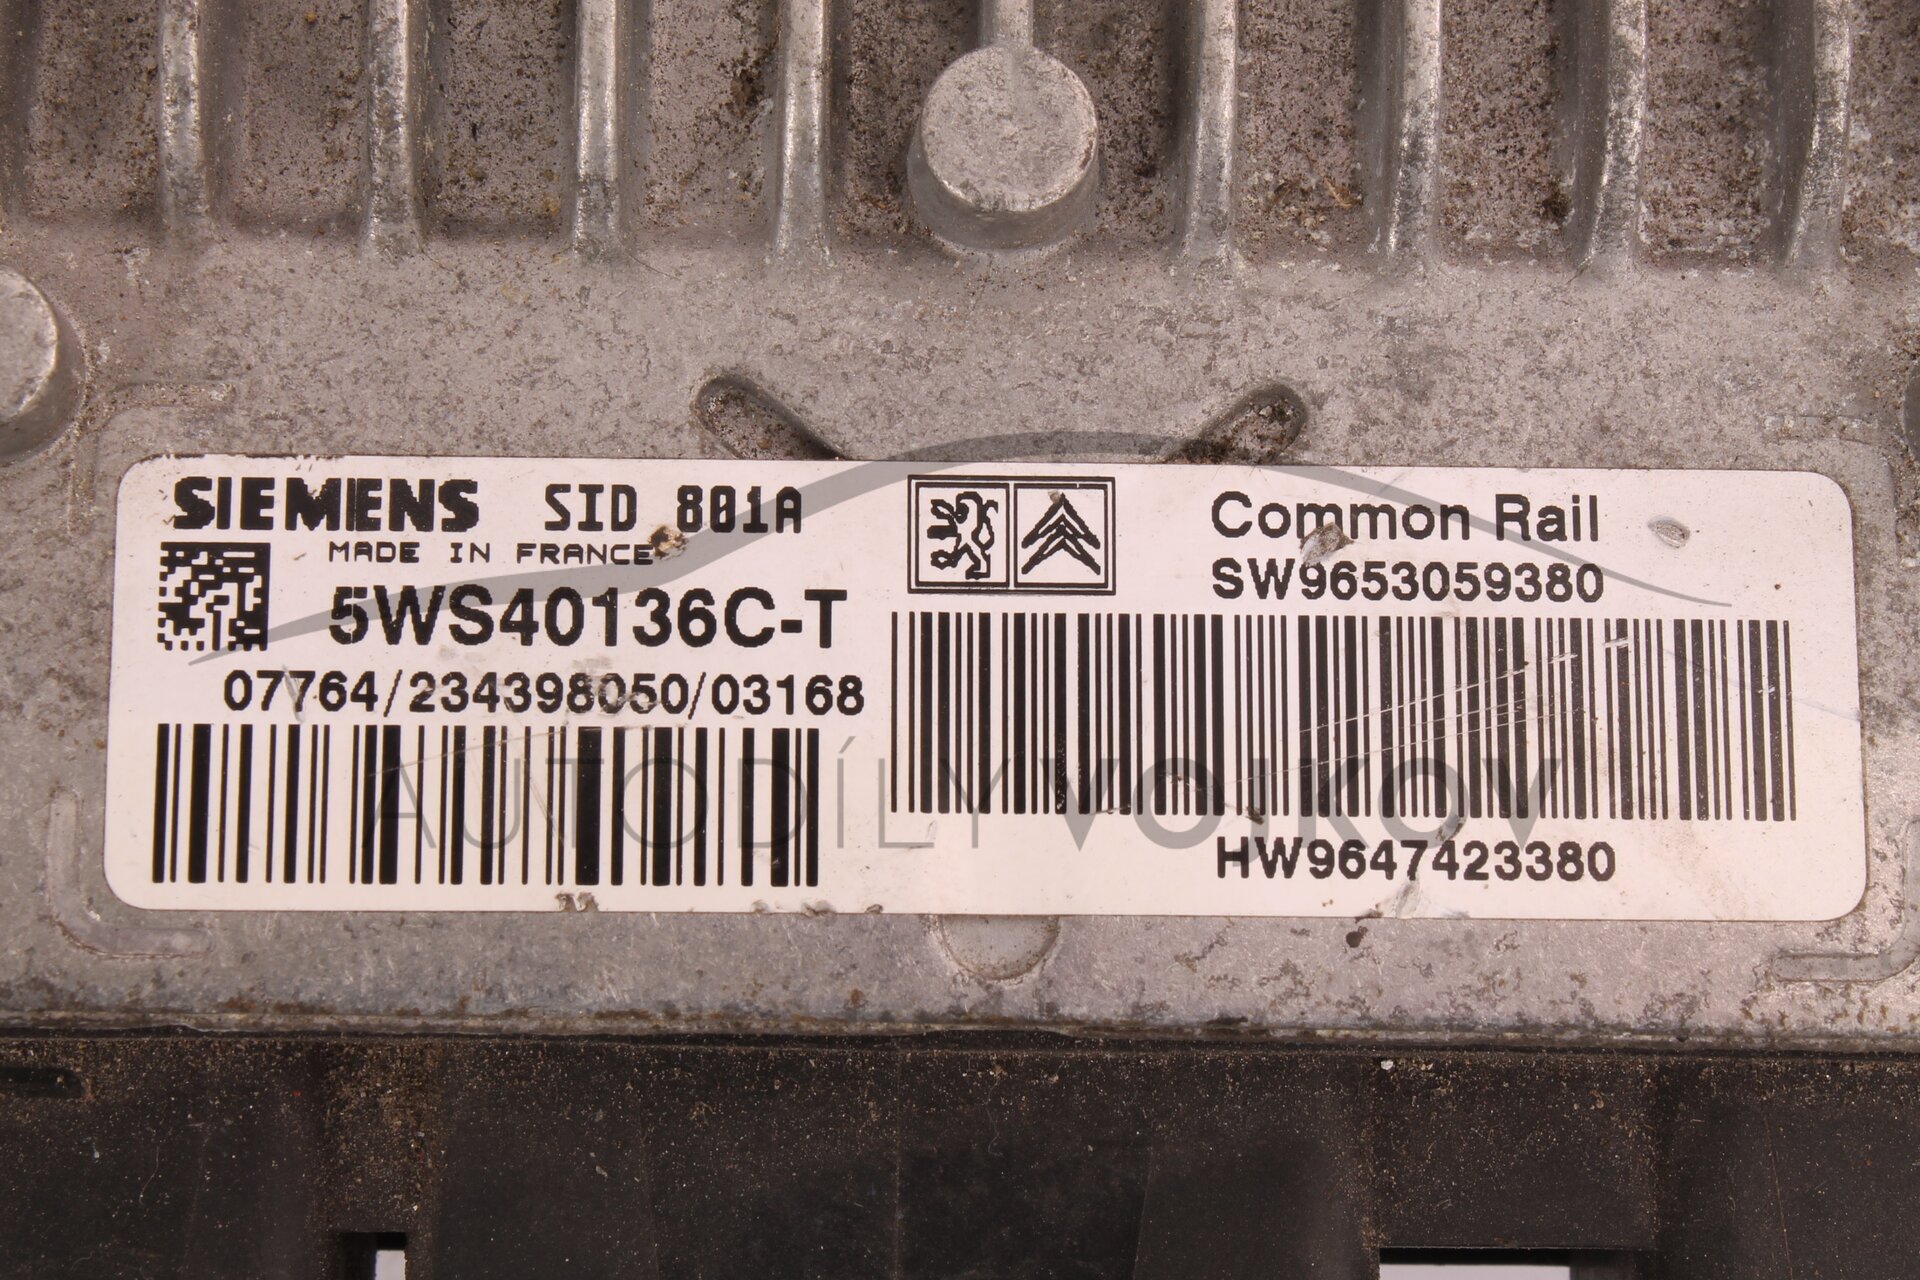 SIEMENS SID 801A
MADE IN FRANCE
5WS40136C-T
07764/234398050/03168
Common Rail
SW9653059380
HW9647423380
AUTODÍLY VOJKOV